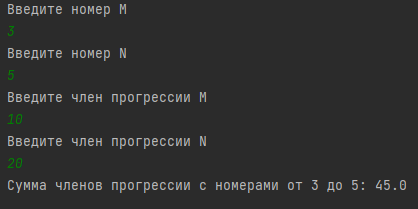 Введите номер M
3
Введите номер N
5
Введите член прогрессии M
10
Введите член прогрессии N
20
Сумма членов прогрессии с номерами от 3 до 5: 45.0